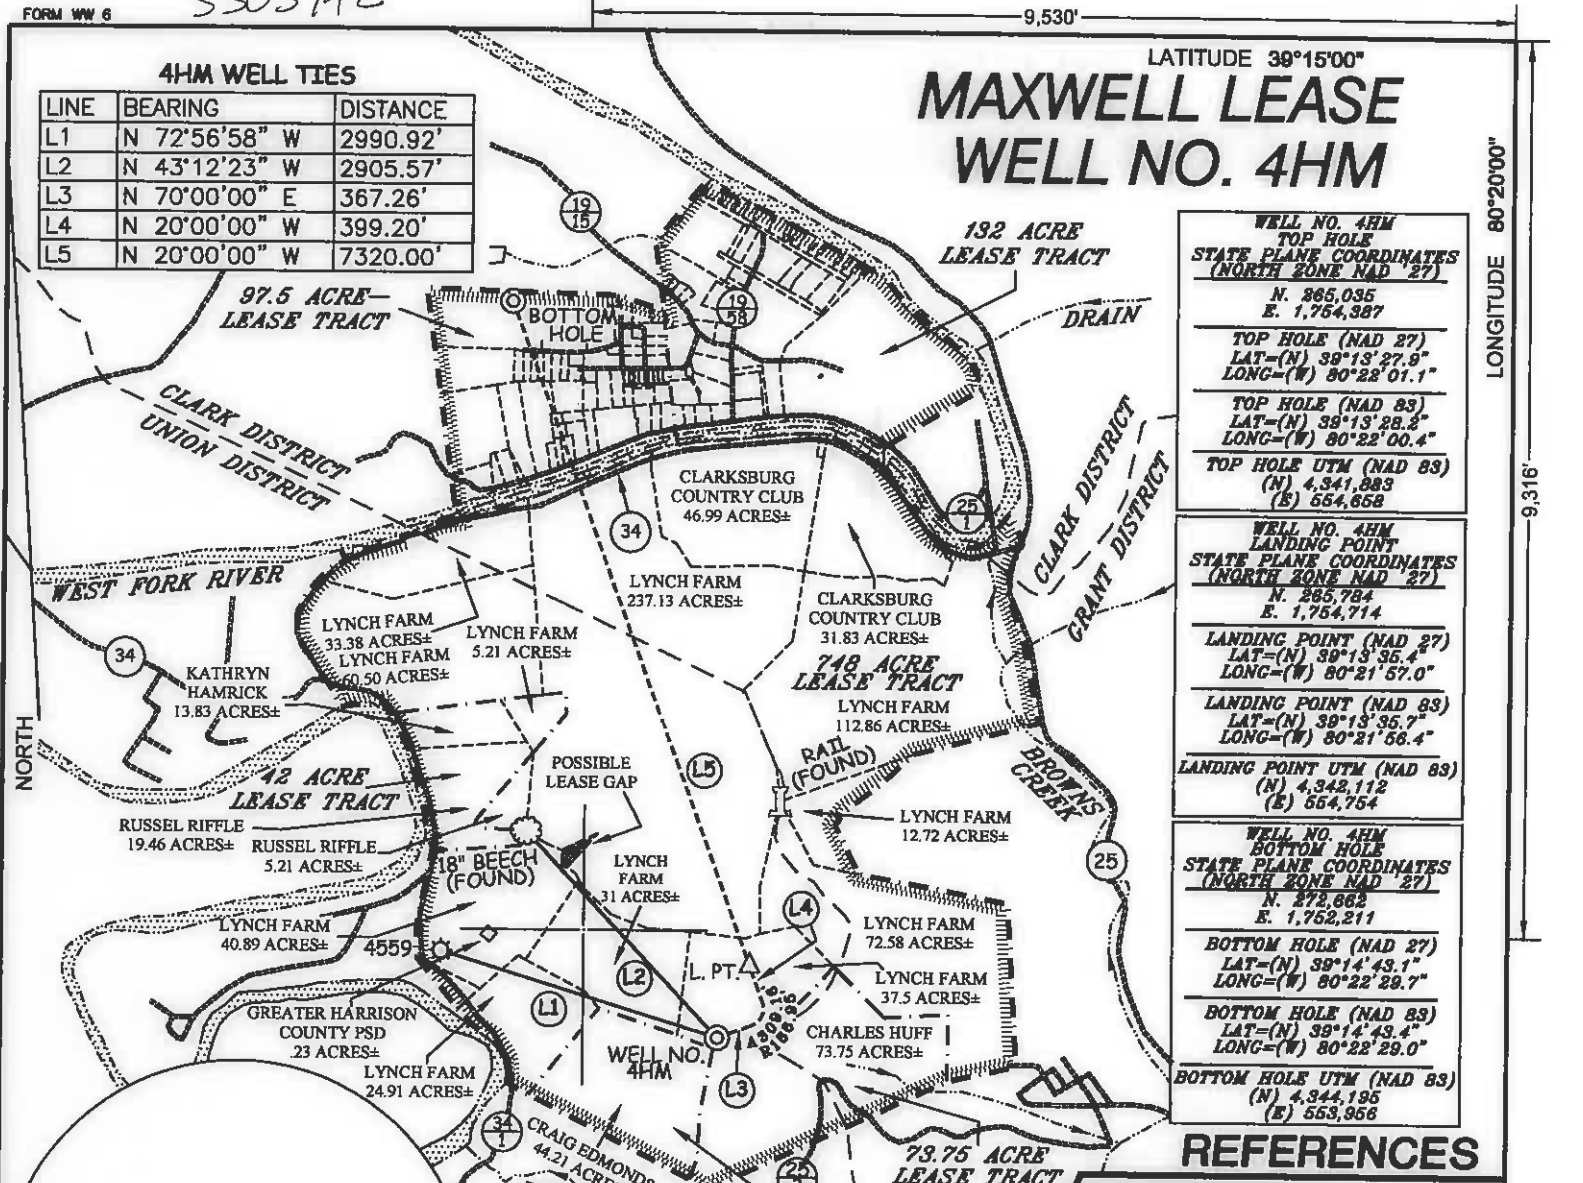 FORM WW 6
9,530'
LATITUDE 39°15'00"
MAXWELL LEASE
WELL NO. 4HM
4HM WELL TIES
LINE BEARING DISTANCE
L1 N 72°56'58" W 2990.92'
L2 N 43°12'23" W 2905.57'
L3 N 70°00'00" E 367.26'
L4 N 20°00'00" W 399.20'
L5 N 20°00'00" W 7320.00'
LONGITUDE 80°20'00"
9,316'
WELL NO. 4HM
TOP HOLE
STATE PLANE COORDINATES
(NORTH ZONE NAD '27)
N. 265,035
E. 1,754,387
TOP HOLE (NAD 27)
LAT=(N) 39°13'27.9"
LONG=(W) 80°22'01.1"
TOP HOLE (NAD 83)
LAT=(N) 39°13'28.2"
LONG=(W) 80°22'00.4"
TOP HOLE UTM (NAD 83)
(N) 4,341,883
(E) 554,658
WELL NO. 4HM
LANDING POINT
STATE PLANE COORDINATES
(NORTH ZONE NAD '27)
N. 265,784
E. 1,754,714
LANDING POINT (NAD 27)
LAT=(N) 39°13'35.4"
LONG=(W) 80°21'57.0"
LANDING POINT (NAD 83)
LAT=(N) 39°13'35.7"
LONG=(W) 80°21'56.4"
LANDING POINT UTM (NAD 83)
(N) 4,342,112
(E) 554,754
WELL NO. 4HM
BOTTOM HOLE
STATE PLANE COORDINATES
(NORTH ZONE NAD '27)
N. 272,662
E. 1,752,211
BOTTOM HOLE (NAD 27)
LAT=(N) 39°14'43.1"
LONG=(W) 80°22'29.7"
BOTTOM HOLE (NAD 83)
LAT=(N) 39°14'43.4"
LONG=(W) 80°22'29.0"
BOTTOM HOLE UTM (NAD 83)
(N) 4,344,195
(E) 553,956
REFERENCES
19
15
132 ACRE
LEASE TRACT
97.5 ACRE
LEASE TRACT
BOTTOM
HOLE
19
58
DRAIN
CLARK DISTRICT
UNION DISTRICT
CLARK DISTRICT
GRANT DISTRICT
CLARKSBURG
COUNTRY CLUB
46.99 ACRES±
25
1
34
WEST FORK RIVER
LYNCH FARM
237.13 ACRES±
CLARKSBURG
COUNTRY CLUB
31.83 ACRES±
LYNCH FARM
33.38 ACRES±
LYNCH FARM
60.50 ACRES±
LYNCH FARM
5.21 ACRES±
34
KATHRYN
HAMRICK
13.83 ACRES±
748 ACRE
LEASE TRACT
LYNCH FARM
112.86 ACRES±
NORTH
RAIL
(FOUND)
BROWNS
CREEK
L5
POSSIBLE
LEASE GAP
42 ACRE
LEASE TRACT
RUSSEL RIFFLE
19.46 ACRES±
RUSSEL RIFFLE
5.21 ACRES±
LYNCH FARM
12.72 ACRES±
25
18" BEECH
(FOUND)
LYNCH
FARM
31 ACRES±
L4
LYNCH FARM
72.58 ACRES±
LYNCH FARM
40.89 ACRES±
4559
L2
L. PT.
LYNCH FARM
37.5 ACRES±
L1
GREATER HARRISON
COUNTY PSD
.23 ACRES±
CHARLES HUFF
73.75 ACRES±
WELL NO.
4HM
L3
LYNCH FARM
24.91 ACRES±
34
1
CRAIG EDMONDS
73.75 ACRE
LEASE TRACT